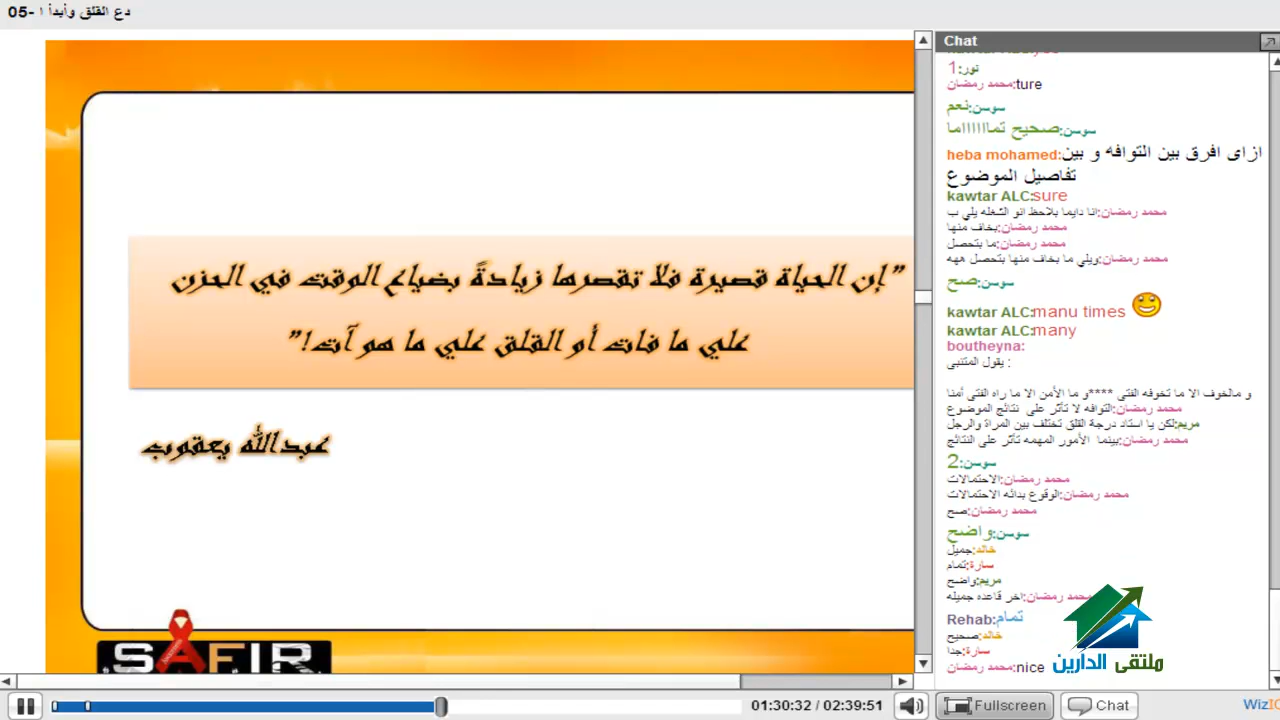 05- دع القلق وأبدأ ا
"إن الحياة قصيرة فلا تقصرها زيادةً بضياع الوقت في الحزن
علي ما فات أو القلق علي ما هو آت!"
عبدالله يعقوب
SAFIR
Chat
نور:1
محمد رمضان:ture
سوسن:نعم
سوسن:صحيح تماااااما
heba mohamed:ازاى افرق بين التوافه و بين
تفاصيل الموضوع
kawtar ALC:sure
محمد رمضان:انا دايما بلاحظ انو الشغله يلي ب
محمد رمضان:بخاف منها
محمد رمضان:ما بتحصل
محمد رمضان:ويلي ما بخاف منها بتحصل ههه
سوسن:صح
kawtar ALC:manu times
kawtar ALC:many
boutheyna:
يقول المتنبى :
و مالخوف الا ما تخوفه الفتى ****و ما الأمن الا ما راه الفتى أمنا
محمد رمضان:التوافه لا تأثر على نتائج الموضوع
مريم:لكن يا استاد درجة القلق تختلف بين المراة والرجل
محمد رمضان:بينما الأمور المهمه تأثر على النتائج
سوسن:2
محمد رمضان:الاحتمالات
محمد رمضان:الوقوع بدائه الاحتمالات
محمد رمضان:صح
سوسن:واضح
خالد:جميل
سارة:تمام
مريم:واضح
محمد رمضان:اخر قاعده جميله
Rehab:تمام
خالد:صحيح
سارة:جدا
محمد رمضان:nice
ملتقى الدارين
01:30:32 / 02:39:51
Fullscreen
Chat
WizIQ